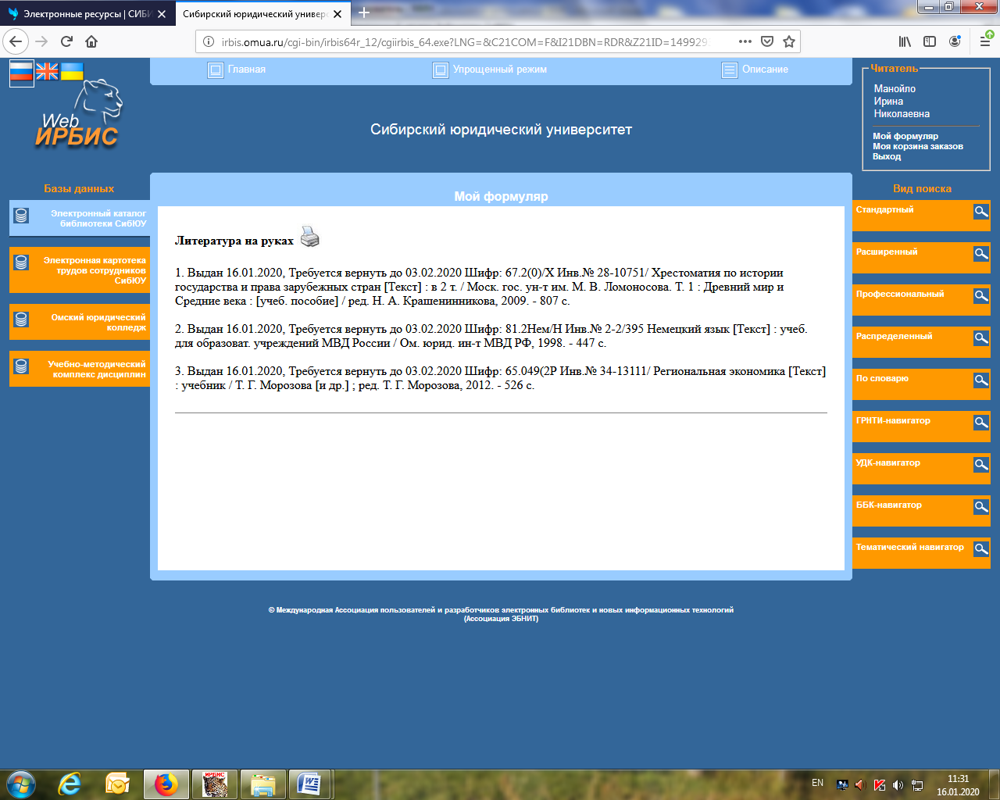 Электронные ресурсы | СИБИ
Сибирский юридический универс
irbis.omua.ru/cgi-bin/irbis64r_12/cgiirbis_64.exe?LNG=&C21COM=F&I21DBN=RDR&Z21ID=149929
Главная
Упрощенный режим
Описание
Web
ИРБИС
Сибирский юридический университет
Читатель
Манойло
Ирина
Николаевна
Мой формуляр
Моя корзина заказов
Выход
Базы данных
Электронный каталог
библиотеки СибЮУ
Электронная картотека
трудов сотрудников
СибЮУ
Омский юридический
колледж
Учебно-методический
комплекс дисциплин
Мой формуляр
Литература на руках
1. Выдан 16.01.2020, Требуется вернуть до 03.02.2020 Шифр: 67.2(0)/Х Инв.№ 28-10751/ Хрестоматия по истории
государства и права зарубежных стран [Текст] : в 2 т. / Моск. гос. ун-т им. М. В. Ломоносова. Т. 1 : Древний мир и
Средние века : [учеб. пособие] / ред. Н. А. Крашенинникова, 2009. - 807 с.
2. Выдан 16.01.2020, Требуется вернуть до 03.02.2020 Шифр: 81.2Нем/Н Инв.№ 2-2/395 Немецкий язык [Текст] : учеб.
для образоват. учреждений МВД России / Ом. юрид. ин-т МВД РФ, 1998. - 447 с.
3. Выдан 16.01.2020, Требуется вернуть до 03.02.2020 Шифр: 65.049(2Р Инв.№ 34-13111/ Региональная экономика [Текст]
: учебник / Т. Г. Морозова [и др.] ; ред. Т. Г. Морозова, 2012. - 526 с.
Вид поиска
Стандартный
Расширенный
Профессиональный
Распределенный
По словарю
ГРНТИ-навигатор
УДК-навигатор
ББК-навигатор
Тематический навигатор
© Международная Ассоциация пользователей и разработчиков электронных библиотек и новых информационных технологий
(Ассоциация ЭБНИТ)
ИРБИС
EN
11:31
16.01.2020